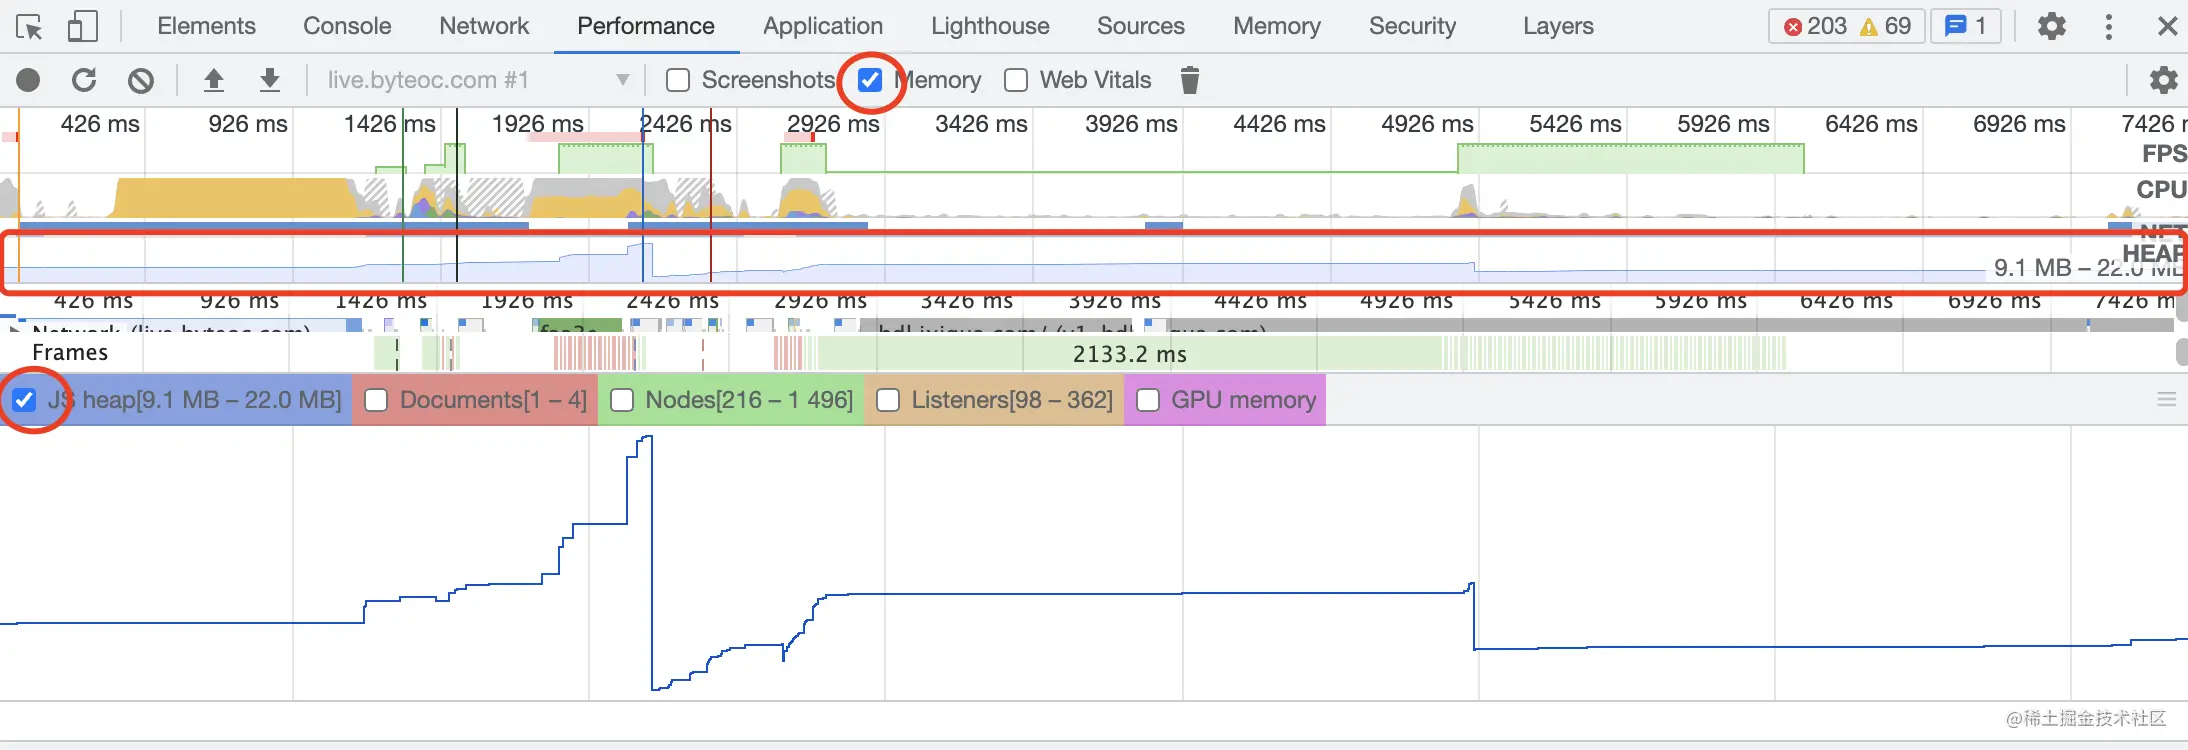 Elements Console Network Performance Application Lighthouse Sources Memory Security Layers 203 69 1
live.byteoc.com #1 Screenshots Memory Web Vitals
426 ms 926 ms 1426 ms 1926 ms 2426 ms 2926 ms 3426 ms 3926 ms 4426 ms 4926 ms 5426 ms 5926 ms 6426 ms 6926 ms 7426 m
FPS
CPU
NET
HEAP
9.1 MB – 22.0 MB
426 ms 926 ms 1426 ms 1926 ms 2426 ms 2926 ms 3426 ms 3926 ms 4426 ms 4926 ms 5426 ms 5926 ms 6426 ms 6926 ms 7426 m
Network (live.byteoc.com)
Frames 2133.2 ms
JS heap[9.1 MB – 22.0 MB] Documents[1 – 4] Nodes[216 – 1 496] Listeners[98 – 362] GPU memory
@稀土掘金技术社区